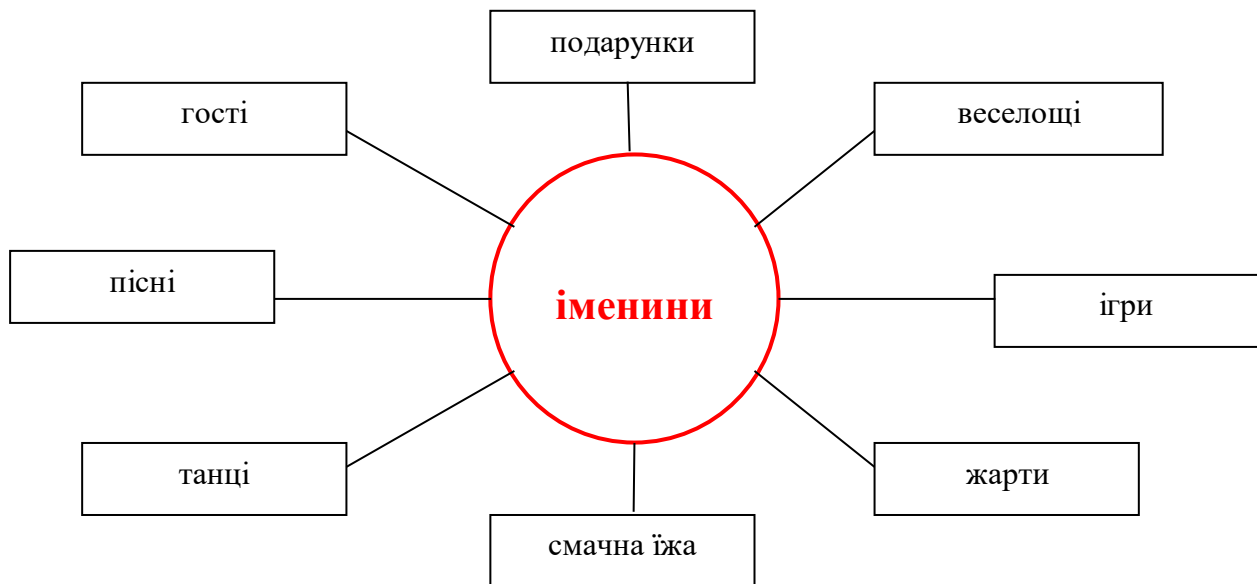 подарунки
гості
веселощі
пісні
іменини
ігри
танці
жарти
смачна їжа